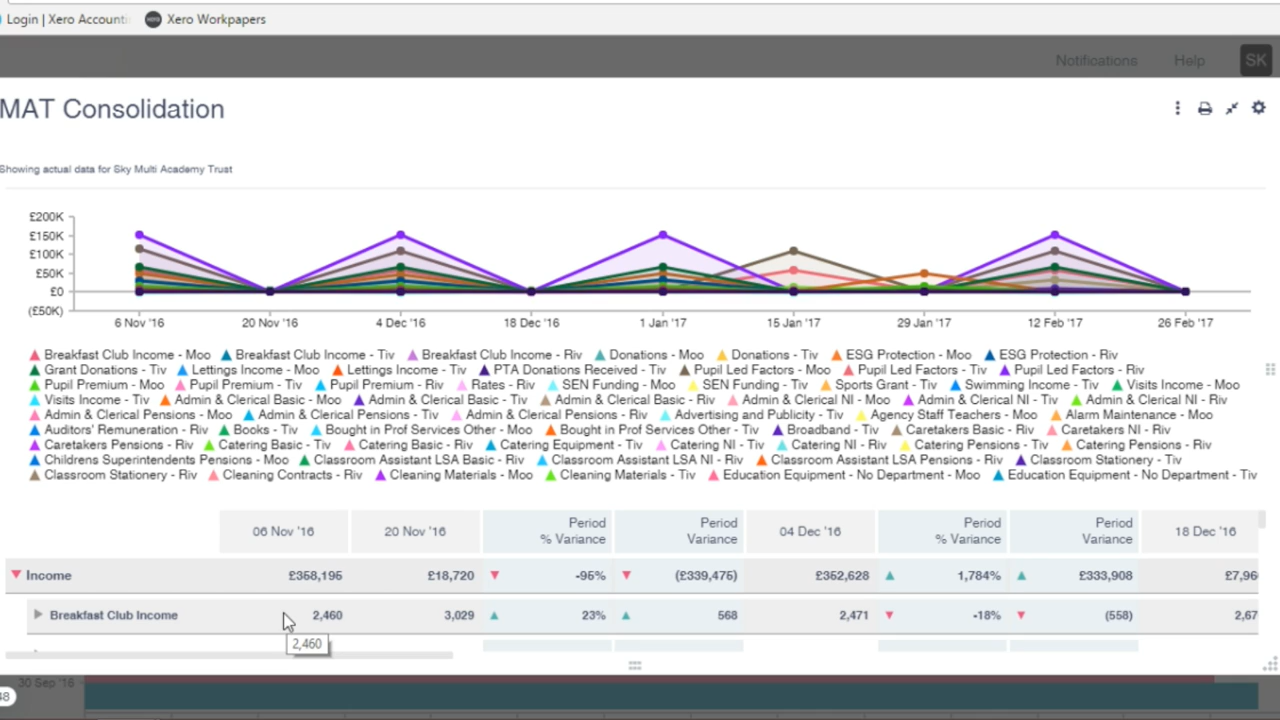 Login | Xero Accounti Xero Workpapers
Notifications Help SK
MAT Consolidation
Showing actual data for Sky Multi Academy Trust
£200K
£150K
£100K
£50K
£0
(£50K)
6 Nov '16 20 Nov '16 4 Dec '16 18 Dec '16 1 Jan '17 15 Jan '17 29 Jan '17 12 Feb '17 26 Feb '17
Breakfast Club Income - Moo Breakfast Club Income - Tiv Breakfast Club Income - Riv Donations - Moo Donations - Tiv ESG Protection - Moo ESG Protection - Riv
Grant Donations - Tiv Lettings Income - Moo Lettings Income - Tiv PTA Donations Received - Tiv Pupil Led Factors - Moo Pupil Led Factors - Tiv Pupil Led Factors - Riv
Pupil Premium - Moo Pupil Premium - Tiv Pupil Premium - Riv Rates - Riv SEN Funding - Moo SEN Funding - Tiv Sports Grant - Tiv Swimming Income - Tiv Visits Income - Moo
Visits Income - Tiv Admin & Clerical Basic - Moo Admin & Clerical Basic - Tiv Admin & Clerical Basic - Riv Admin & Clerical NI - Moo Admin & Clerical NI - Tiv Admin & Clerical NI - Riv
Admin & Clerical Pensions - Moo Admin & Clerical Pensions - Tiv Admin & Clerical Pensions - Riv Advertising and Publicity - Tiv Agency Staff Teachers - Moo Alarm Maintenance - Moo
Auditors' Remuneration - Riv Books - Tiv Bought in Prof Services Other - Moo Bought in Prof Services Other - Tiv Broadband - Tiv Caretakers Basic - Riv Caretakers NI - Riv
Caretakers Pensions - Riv Catering Basic - Tiv Catering Basic - Riv Catering Equipment - Tiv Catering NI - Tiv Catering NI - Riv Catering Pensions - Tiv Catering Pensions - Riv
Childrens Superintendents Pensions - Moo Classroom Assistant LSA Basic - Riv Classroom Assistant LSA NI - Riv Classroom Assistant LSA Pensions - Riv Classroom Stationery - Tiv
Classroom Stationery - Riv Cleaning Contracts - Riv Cleaning Materials - Moo Cleaning Materials - Tiv Education Equipment - No Department - Moo Education Equipment - No Department - Tiv
06 Nov '16 20 Nov '16 Period % Variance Period Variance 04 Dec '16 Period % Variance Period Variance 18 Dec '16
Income £358,195 £18,720 -95% (£339,475) £352,628 1,784% £333,908 £7,96
Breakfast Club Income 2,460 3,029 23% 568 2,471 -18% (558) 2,67
2,460
30 Sep '16
48